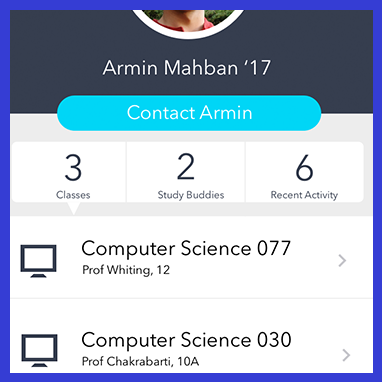 Armin Mahban ‘17
Contact Armin
3 2 6
Classes Study Buddies Recent Activity
Computer Science 077
Prof Whiting, 12
Computer Science 030
Prof Chakrabarti, 10A